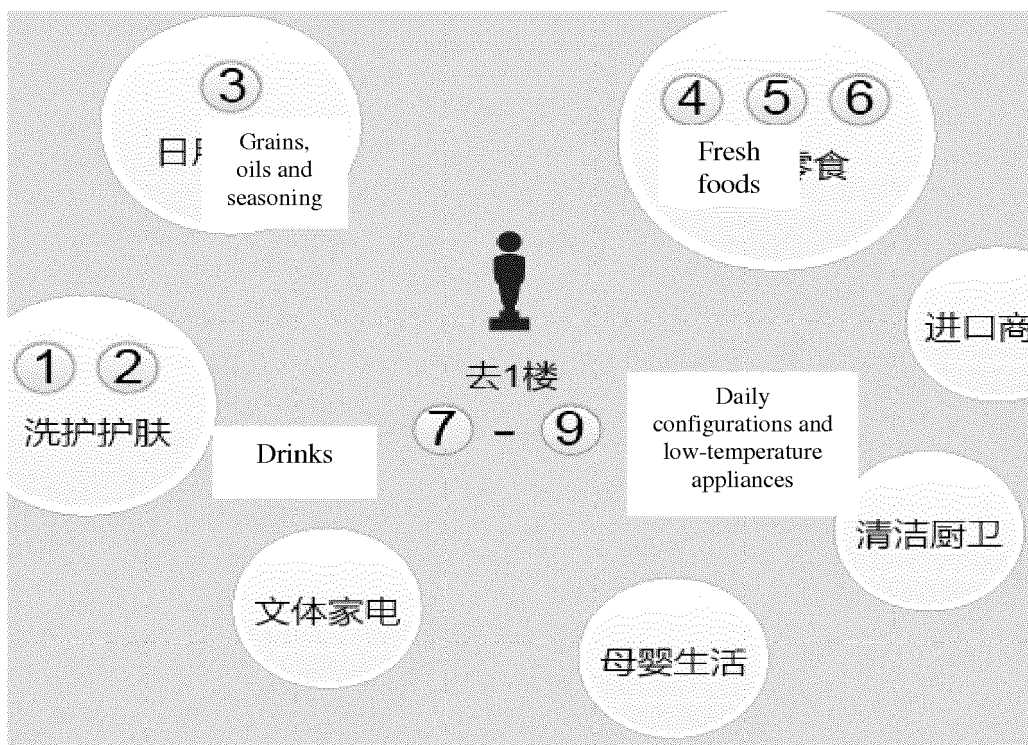 3
日
Grains,
oils and
seasoning
4 5 6
Fresh
foods
零食
进口商
1 2
洗护护肤
去1楼
7 - 9
Drinks
Daily
configurations and
low-temperature
appliances
清洁厨卫
文体家电
母婴生活